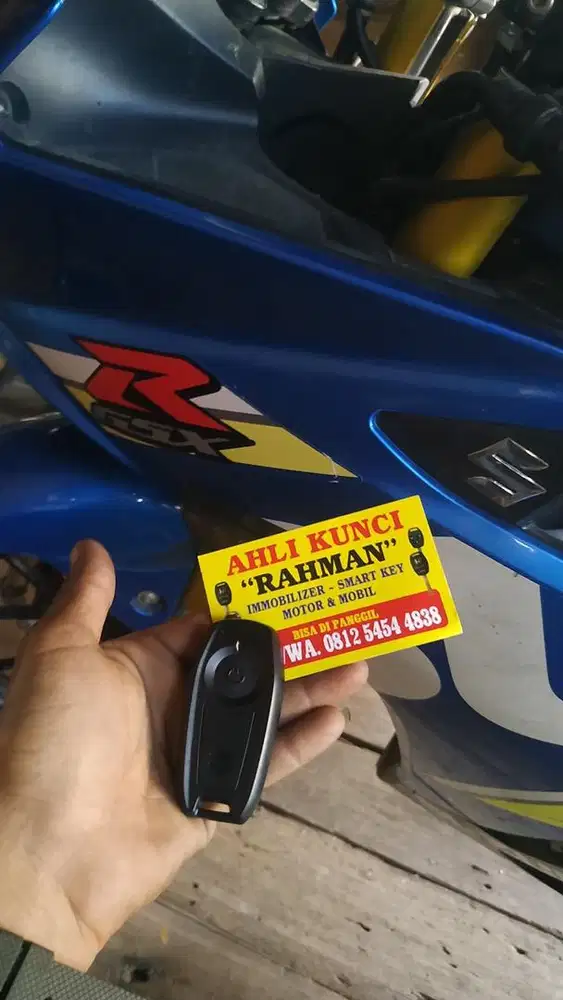 R
GSX
AHLI KUNCI
"RAHMAN"
IMMOBILIZER - SMART KEY
MOTOR & MOBIL
BISA DI PANGGIL
/WA. 0812 5454 4838